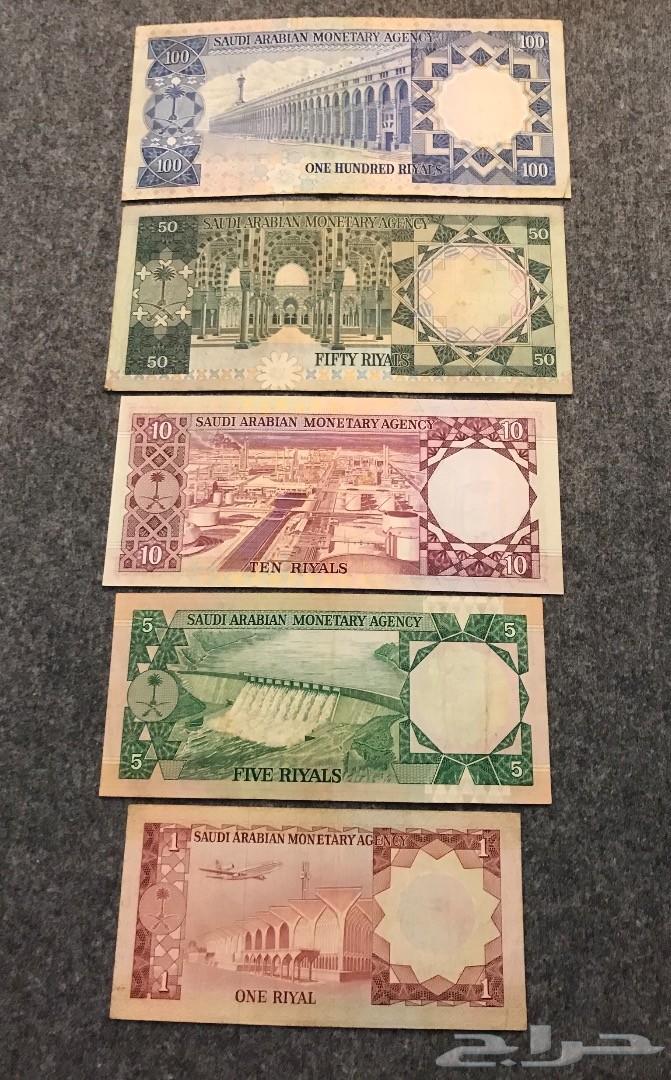 SAUDI ARABIAN MONETARY AGENCY
100 100
100 ONE HUNDRED RIYALS 100
SAUDI ARABIAN MONETARY AGENCY
50 50
50 FIFTY RIYALS 50
SAUDI ARABIAN MONETARY AGENCY
10 10
10 TEN RIYALS 10
SAUDI ARABIAN MONETARY AGENCY
5 5
5 FIVE RIYALS 5
SAUDI ARABIAN MONETARY AGENCY
1 1
1 ONE RIYAL 1
حراج